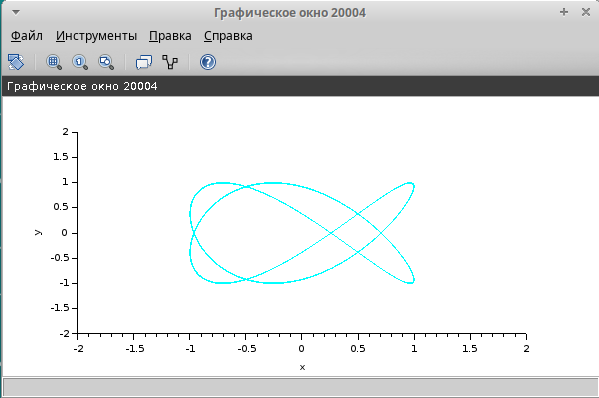 Графическое окно 20004
Файл Инструменты Правка Справка
Графическое окно 20004
2
1.5
1
0.5
0
-0.5
-1
-1.5
-2
y
-2 -1.5 -1 -0.5 0 0.5 1 1.5 2
x